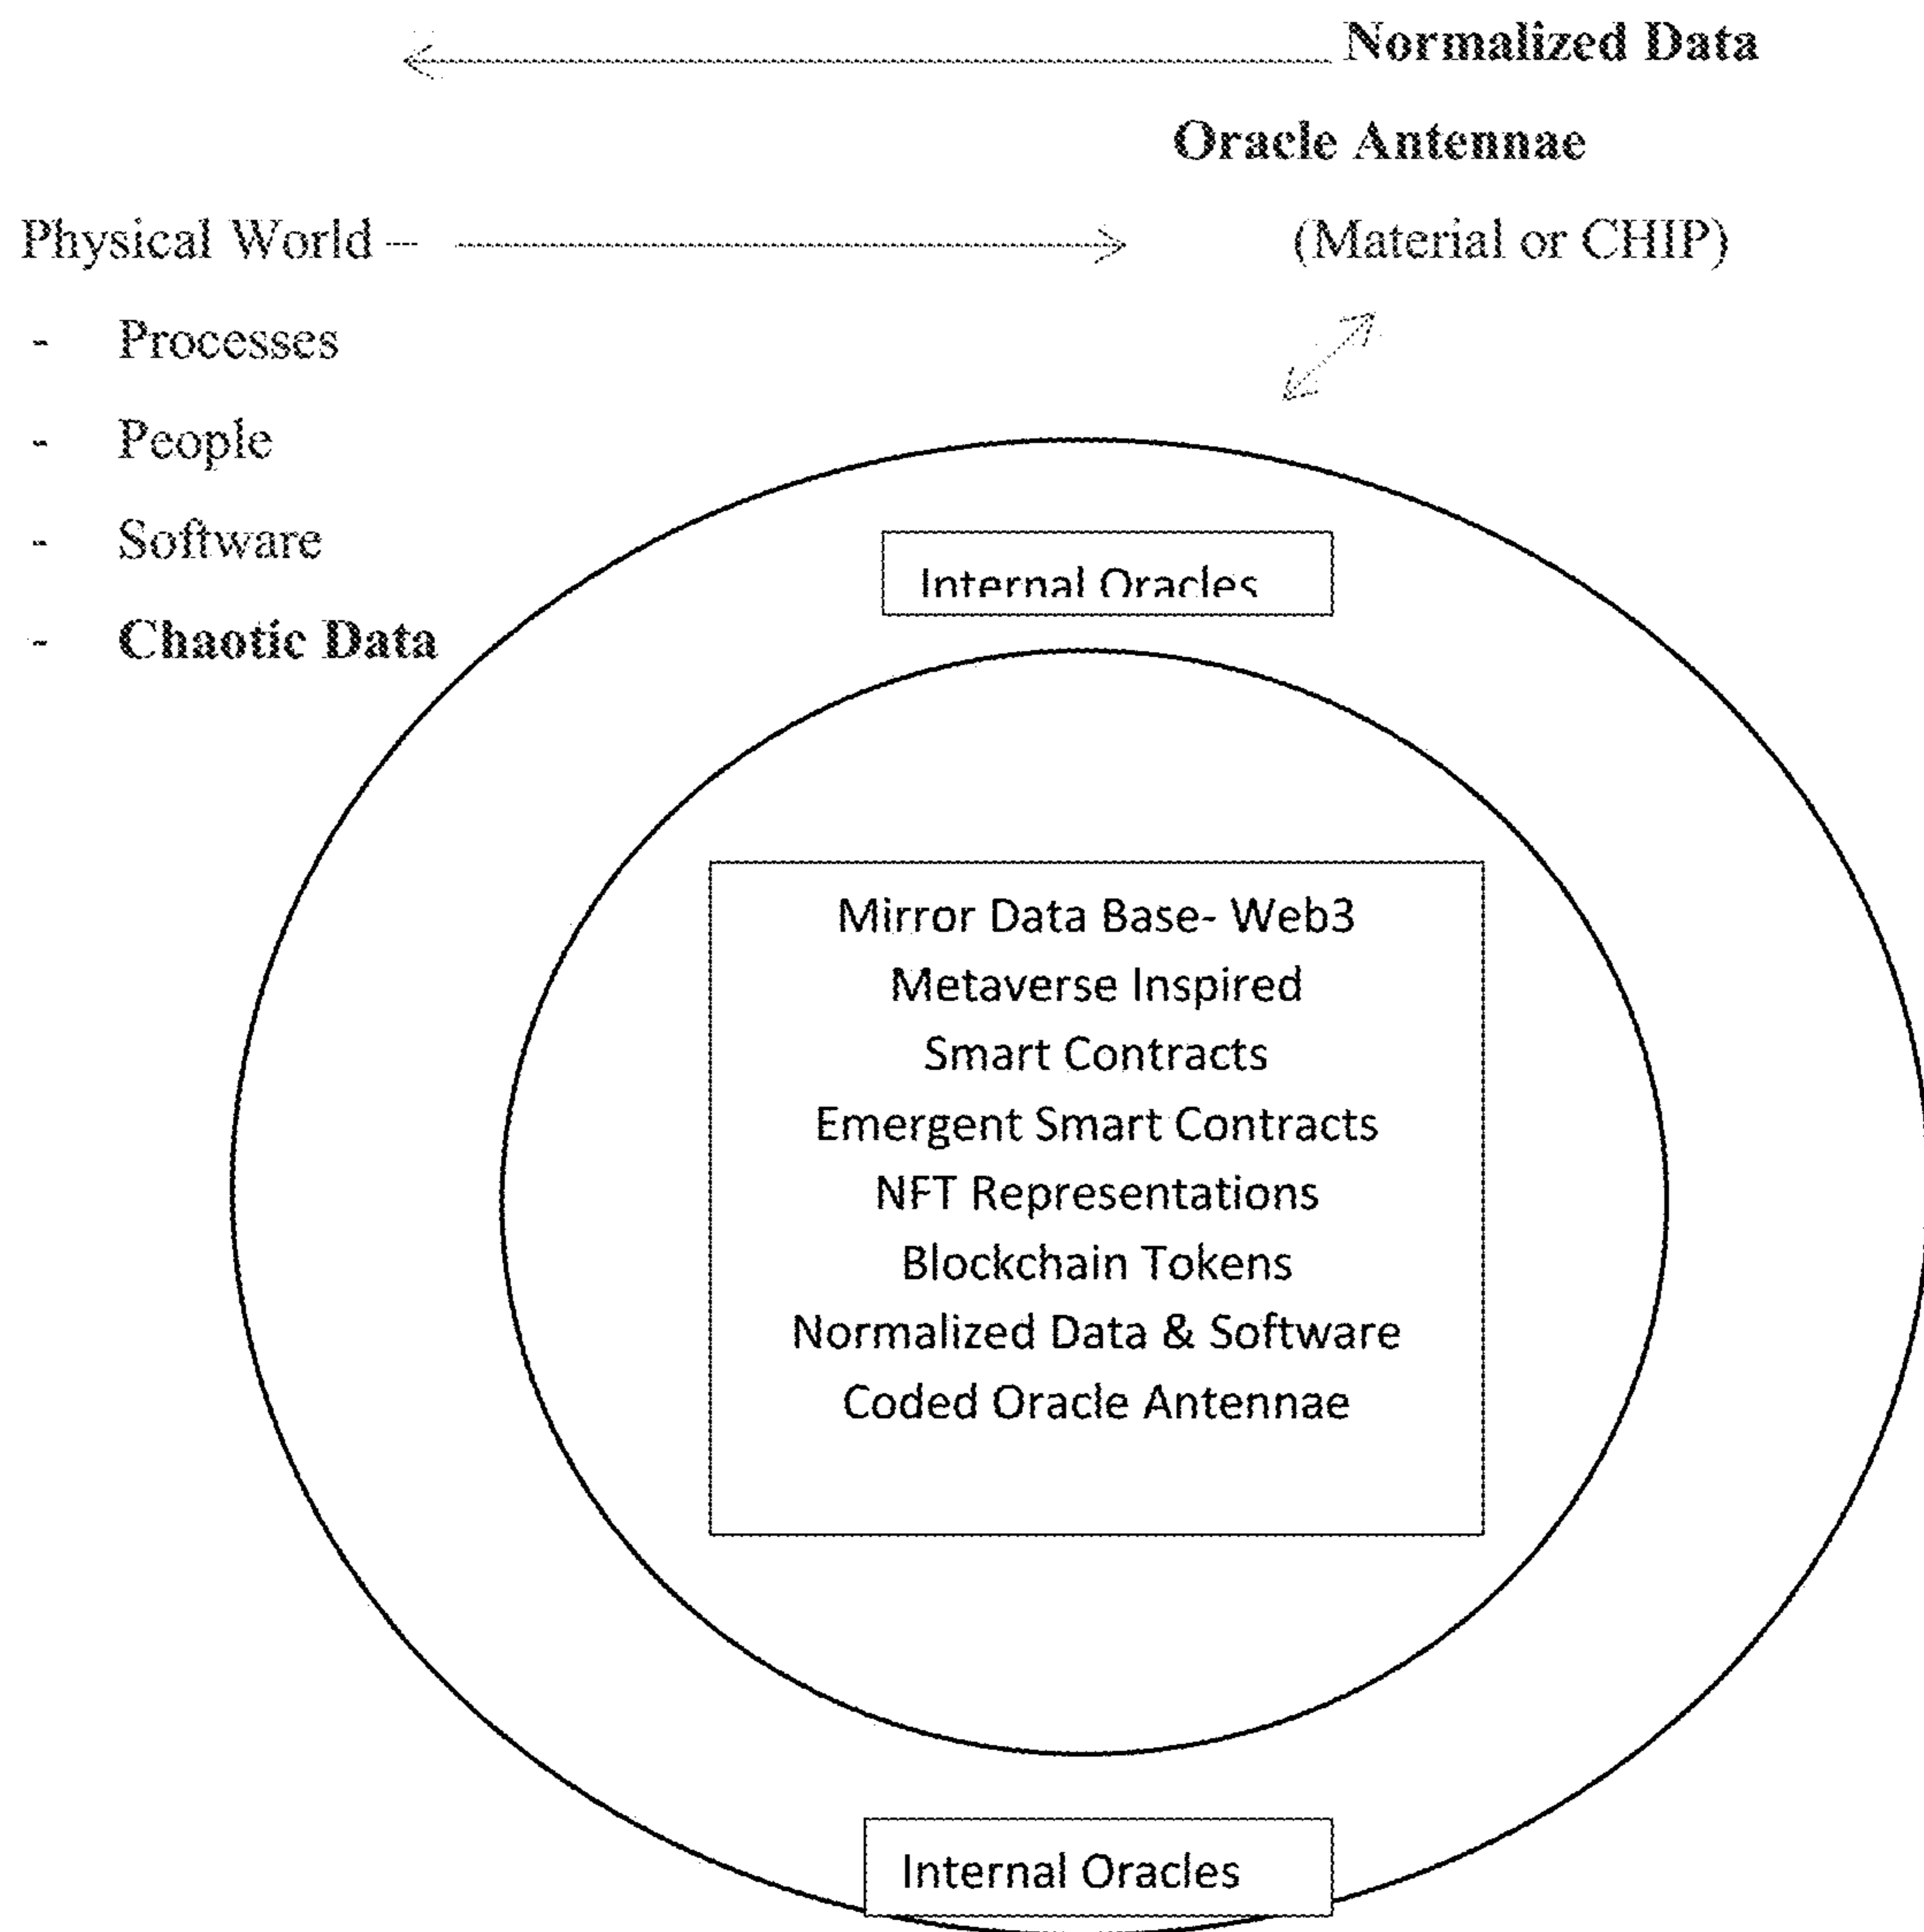 Normalized Data
Oracle Antennae
Physical World --- (Material or CHIP)
- Processes
- People
- Software
- Chaotic Data
Internal Oracles
Mirror Data Base- Web3
Metaverse Inspired
Smart Contracts
Emergent Smart Contracts
NFT Representations
Blockchain Tokens
Normalized Data & Software
Coded Oracle Antennae
Internal Oracles